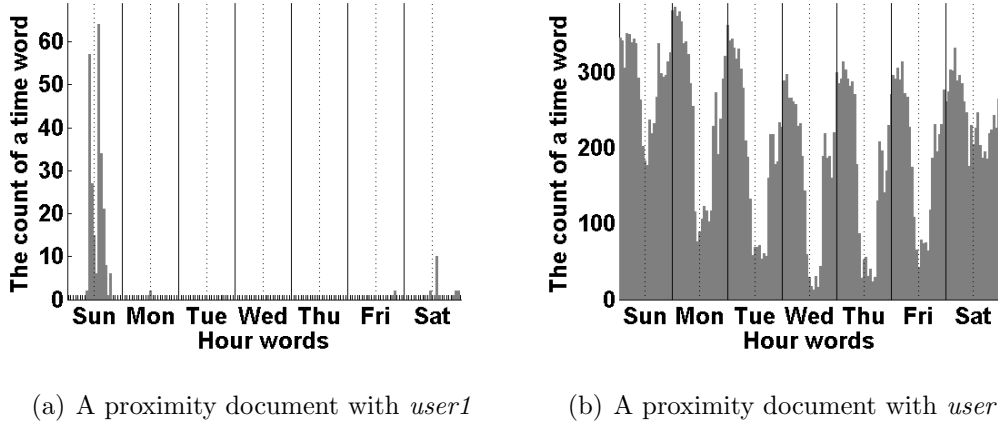 The count of a time word
60
50
40
30
20
10
0
Sun Mon Tue Wed Thu Fri Sat
Hour words
(a) A proximity document with user1
The count of a time word
300
200
100
0
Sun Mon Tue Wed Thu Fri Sat
Hour words
(b) A proximity document with user